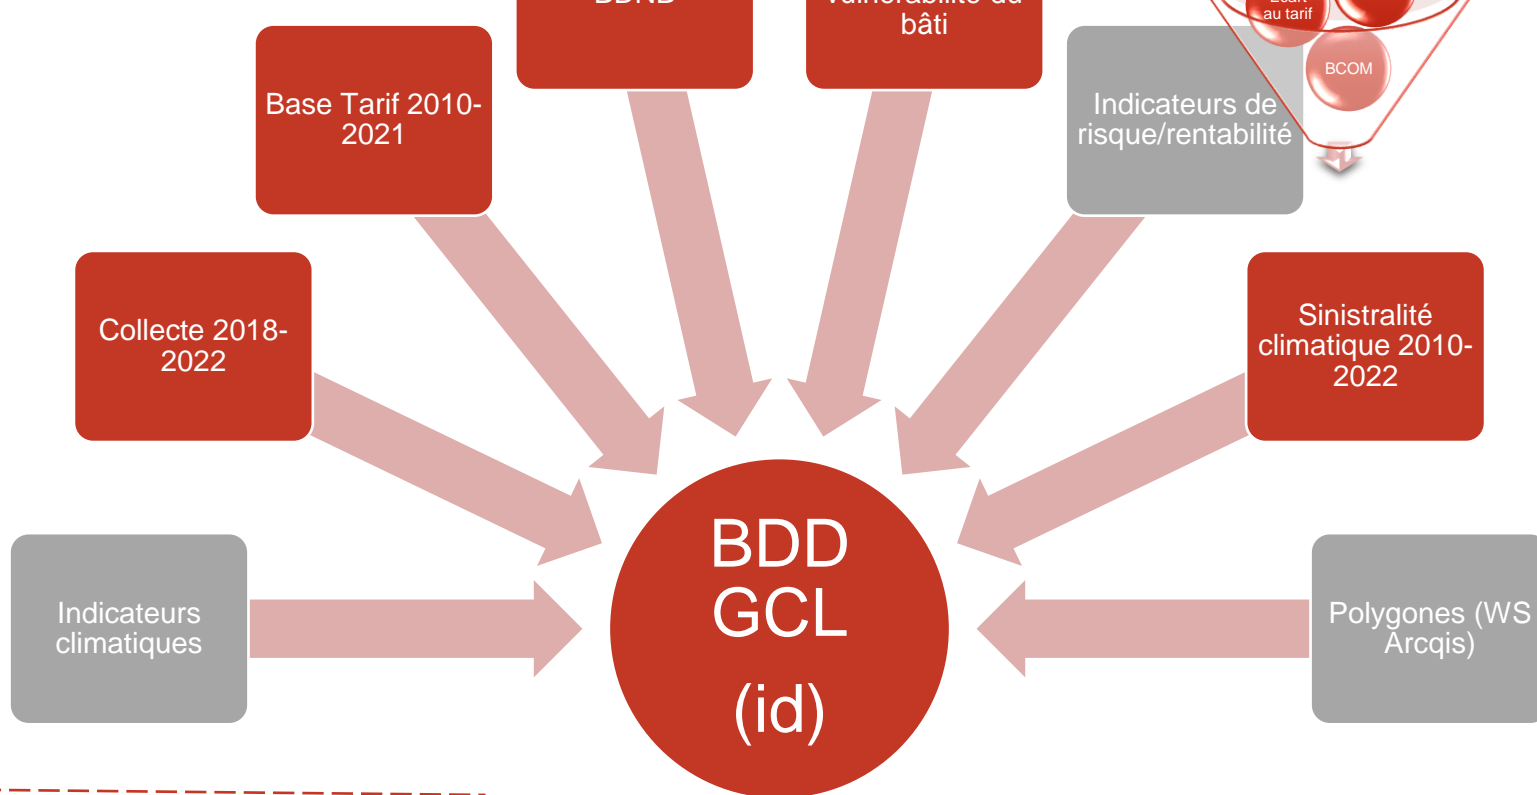 bâti
au tarif
BCOM
Base Tarif 2010-
2021
Indicateurs de
risque/rentabilité
Collecte 2018-
2022
Sinistralité
climatique 2010-
2022
BDD
GCL
(id)
Indicateurs
climatiques
Polygones (WS
Arcqis)